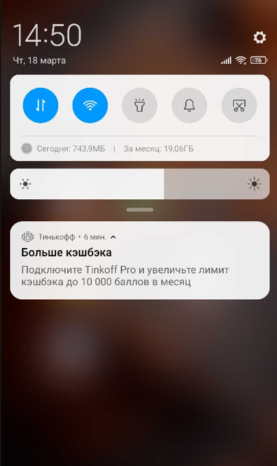 14:50
Чт, 18 марта
Сегодня: 743,9МБ | За месяц: 19,06ГБ
Тинькофф • 6 мин.
Больше кэшбэка
Подключите Tinkoff Pro и увеличьте лимит
кэшбэка до 10 000 баллов в месяц